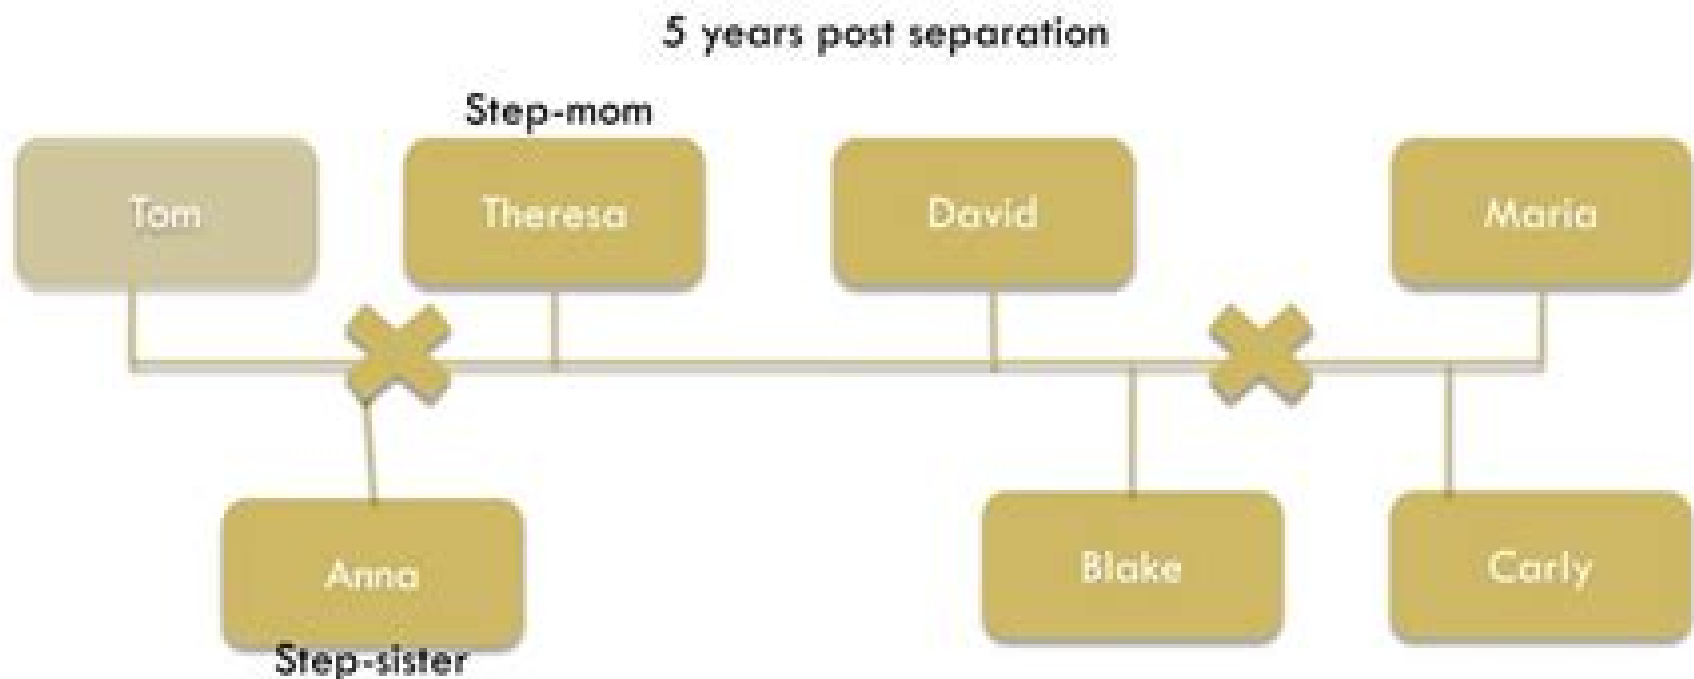 5 years post separation
Step-mom
Tom
Theresa
David
Maria
Anna
Blake
Carly
Step-sister